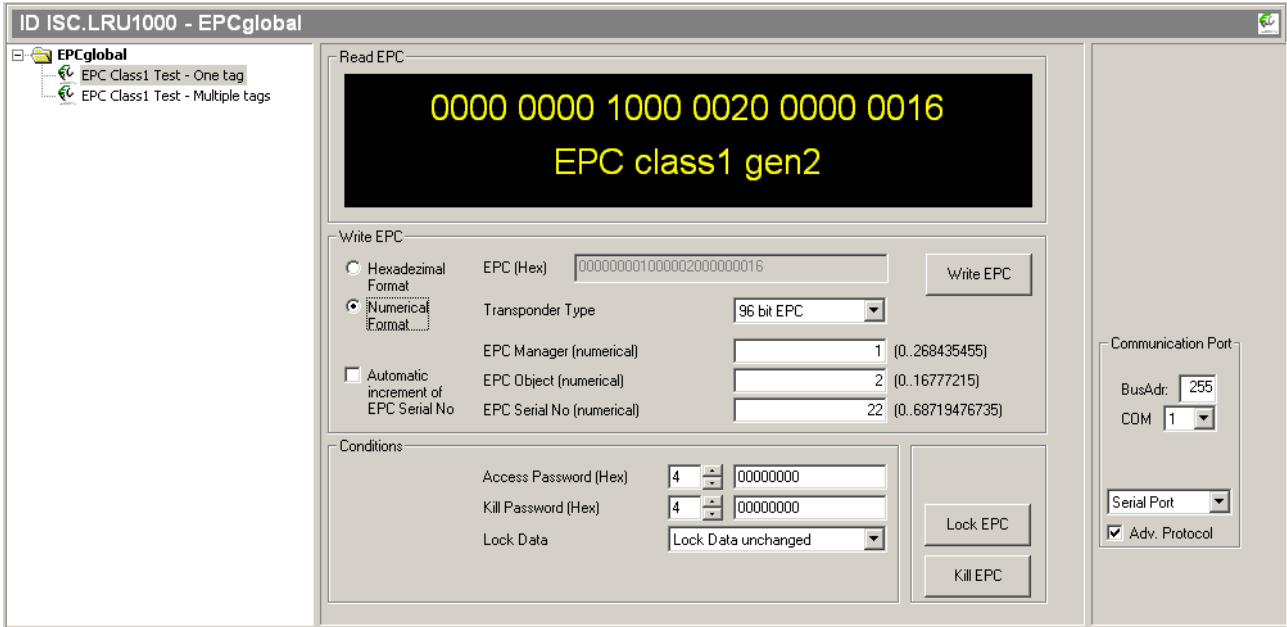 ID ISC.LRU1000 - EPCglobal
EPCglobal
EPC Class1 Test - One tag
EPC Class1 Test - Multiple tags
Read EPC
0000 0000 1000 0020 0000 0016
EPC class1 gen2
Write EPC
Hexadezimal
Format
EPC (Hex)
000000001000002000000016
Write EPC
Numerical
Format
Transponder Type
96 bit EPC
EPC Manager (numerical)
1 (0..268435455)
Automatic
increment of
EPC Serial No
EPC Object (numerical)
2 (0..16777215)
EPC Serial No (numerical)
22 (0..68719476735)
Conditions
Access Password (Hex)
4 00000000
Kill Password (Hex)
4 00000000
Lock Data
Lock Data unchanged
Lock EPC
Kill EPC
Communication Port
BusAdr: 255
COM 1
Serial Port
Adv. Protocol